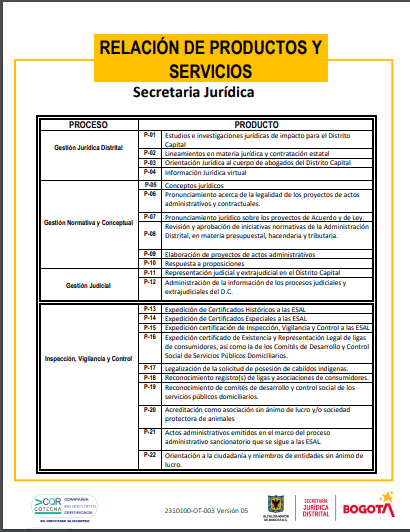 RELACIÓN DE PRODUCTOS Y
SERVICIOS
Secretaria Jurídica
PROCESO PRODUCTO
Gestión Jurídica Distrital
P-01 Estudios e investigaciones jurídicas de impacto para el Distrito
Capital
P-02 Lineamientos en materia jurídica y contratación estatal
P-03 Orientación Jurídica al cuerpo de abogados del Distrito Capital
P-04 Información Jurídica virtual
Gestión Normativa y Conceptual
P-05 Conceptos jurídicos
P-06 Pronunciamiento acerca de la legalidad de los proyectos de actos
administrativos y contractuales.
P-07 Pronunciamiento jurídico sobre los proyectos de Acuerdo y de Ley.
P-08 Revisión y aprobación de iniciativas normativas de la Administración
Distrital, en materia presupuestal, hacendaria y tributaria.
P-09 Elaboración de proyectos de actos administrativos
P-10 Respuesta a proposiciones
Gestión Judicial
P-11 Representación judicial y extrajudicial en el Distrito Capital
P-12 Administración de la información de los procesos judiciales y
extrajudiciales del D.C.
Inspección, Vigilancia y Control
P-13 Expedición de Certificados Históricos a las ESAL
P-14 Expedición de Certificados Especiales a las ESAL
P-15 Expedición certificación de Inspección, Vigilancia y Control a las ESAL
P-16 Expedición certificado de Existencia y Representación Legal de ligas
de consumidores, así como la de los Comités de Desarrollo y Control
Social de Servicios Públicos Domiciliarios.
P-17 Legalización de la solicitud de posesión de cabildos indígenas.
P-18 Reconocimiento registro(s) de ligas y asociaciones de consumidores.
P-19 Reconocimiento de comités de desarrollo y control social de los
servicios públicos domiciliarios.
P-20 Acreditación como asociación sin ánimo de lucro y/o sociedad
protectora de animales
P-21 Actos administrativos emitidos en el marco del proceso
administrativo sancionatorio que se sigue a las ESAL.
P-22 Orientación a la ciudadanía y miembros de entidades sin ánimo de
lucro.
CQR
COTECNA
COMPAÑÍA
CERTIFICADA
2310100-OT-003 Versión 05
ALCALDÍA MAYOR
DE BOGOTÁ D.C.
SECRETARÍA
JURÍDICA
DISTRITAL
BOGOTÁ